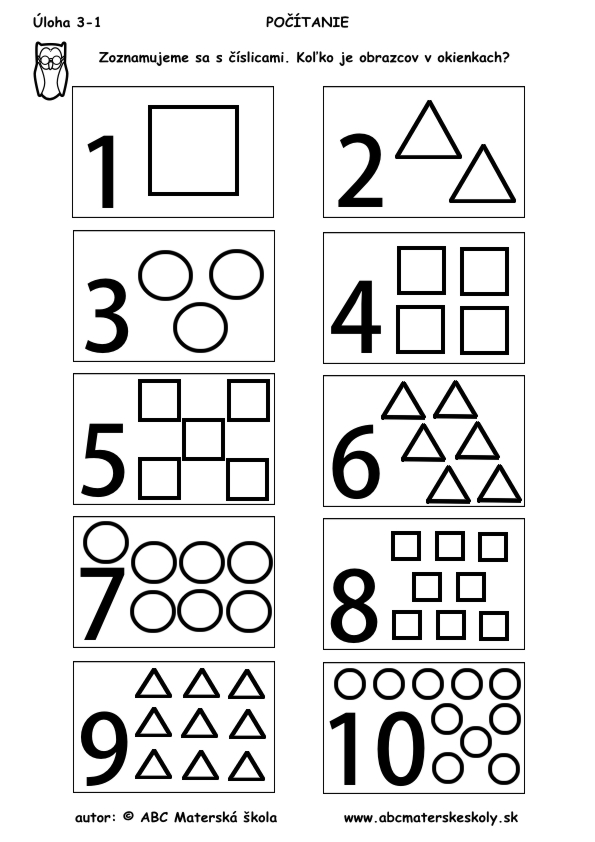 Úloha 3-1
POČÍTANIE
Zoznamujeme sa s číslicami. Koľko je obrazcov v okienkach?
1
2
3
4
5
6
7
8
9
10
autor: © ABC Materská škola
www.abcmaterskeskoly.sk